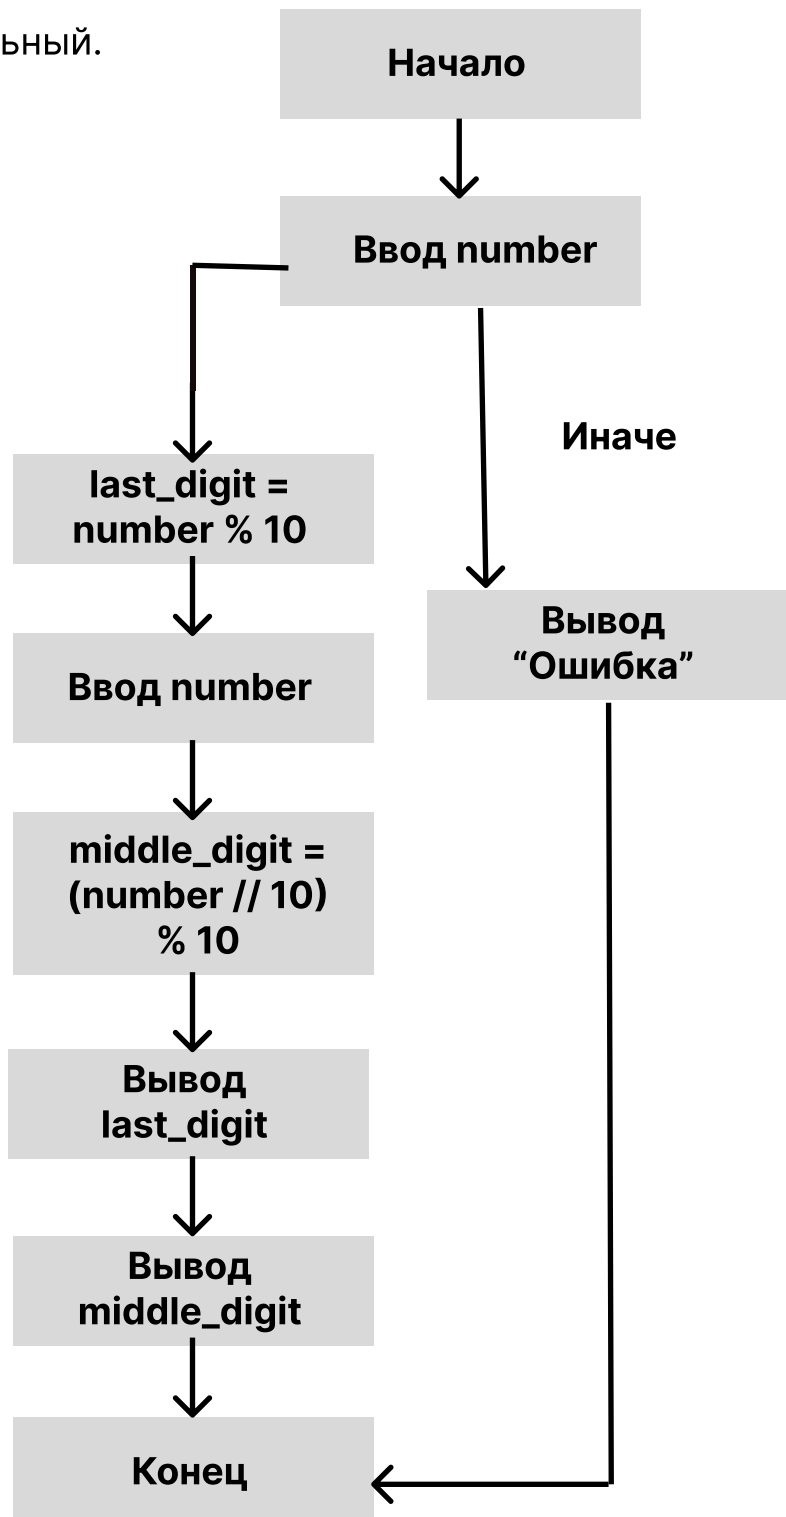 ьный.
Начало
Ввод number
Иначе
last_digit =
number % 10
Вывод
“Ошибка”
Ввод number
middle_digit =
(number // 10)
% 10
Вывод
last_digit
Вывод
middle_digit
Конец